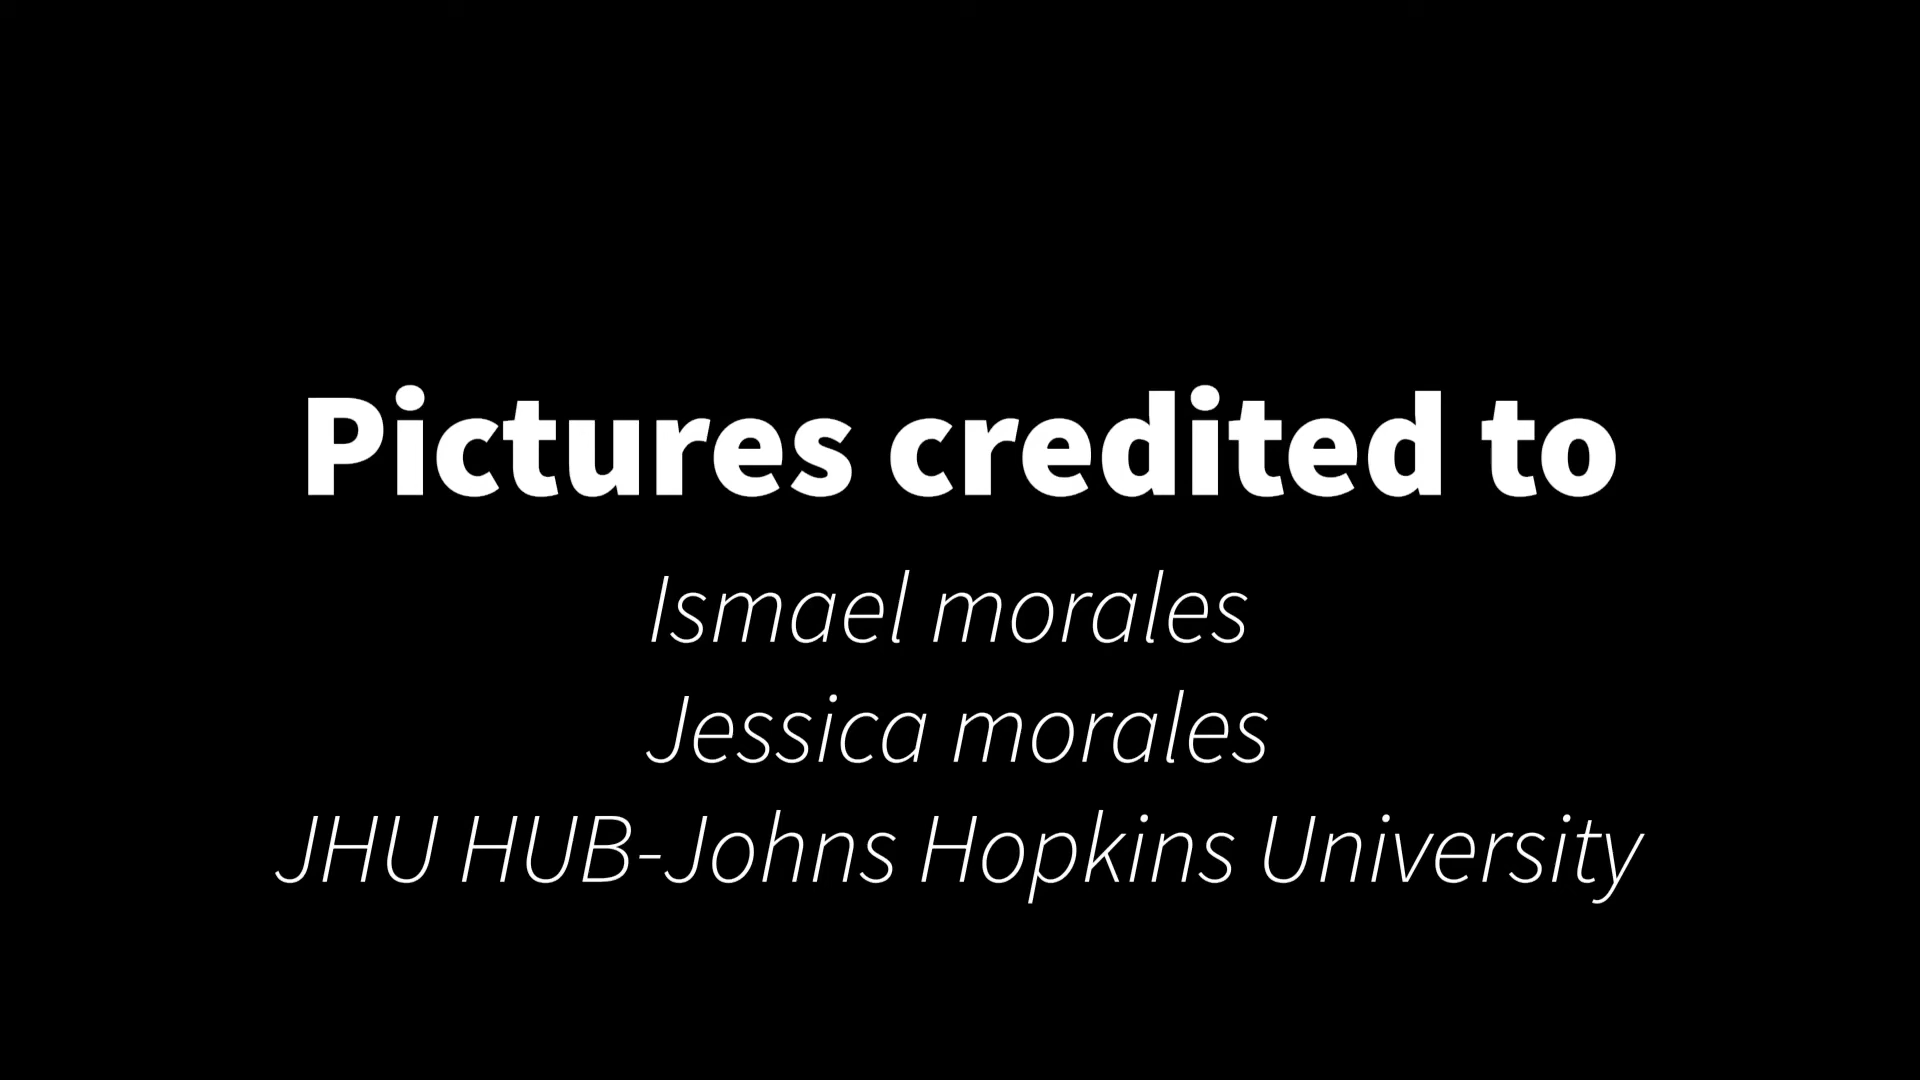 Pictures credited to
Ismael morales
Jessica morales
JHU HUB-Johns Hopkins University